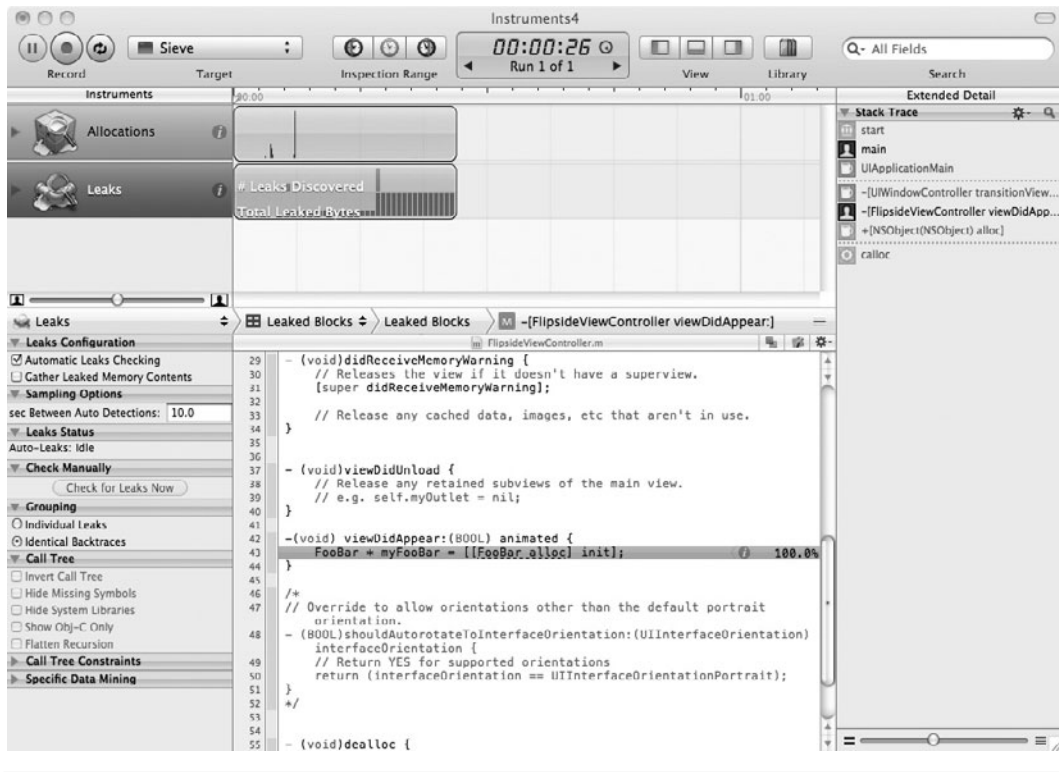 Instruments4
Sieve
00:00:26
Run 1 of 1
All Fields
Record
Target
Inspection Range
View
Library
Search
Instruments
00:00
01:00
Extended Detail
Allocations
Leaks
# Leaks Discovered
Total Leaked Bytes
Stack Trace
start
main
UIApplicationMain
-[UIWindowController transitionView...
-[FlipsideViewController viewDidApp...
+[NSObject(NSObject) alloc]
calloc
Leaks
Leaked Blocks
Leaked Blocks
M -[FlipsideViewController viewDidAppear:]
Leaks Configuration
Automatic Leaks Checking
Gather Leaked Memory Contents
Sampling Options
sec Between Auto Detections: 10.0
Leaks Status
Auto-Leaks: Idle
Check Manually
Check for Leaks Now
Grouping
Individual Leaks
Identical Backtraces
Call Tree
Invert Call Tree
Hide Missing Symbols
Hide System Libraries
Show Obj-C Only
Flatten Recursion
Call Tree Constraints
Specific Data Mining
m FlipsideViewController.m
29 - (void)didReceiveMemoryWarning {
30 // Releases the view if it doesn't have a superview.
31 [super didReceiveMemoryWarning];
32
33 // Release any cached data, images, etc that aren't in use.
34 }
35
36
37 - (void)viewDidUnload {
38 // Release any retained subviews of the main view.
39 // e.g. self.myOutlet = nil;
40 }
41
42 -(void) viewDidAppear:(BOOL) animated {
43 FooBar * myFooBar = [[FooBar alloc] init]; 100.0%
44 }
45
46 /*
47 // Override to allow orientations other than the default portrait
orientation.
48 - (BOOL)shouldAutorotateToInterfaceOrientation:(UIInterfaceOrientation)
interfaceOrientation {
49 // Return YES for supported orientations
50 return (interfaceOrientation == UIInterfaceOrientationPortrait);
51 }
52 */
53
54
55 - (void)dealloc {